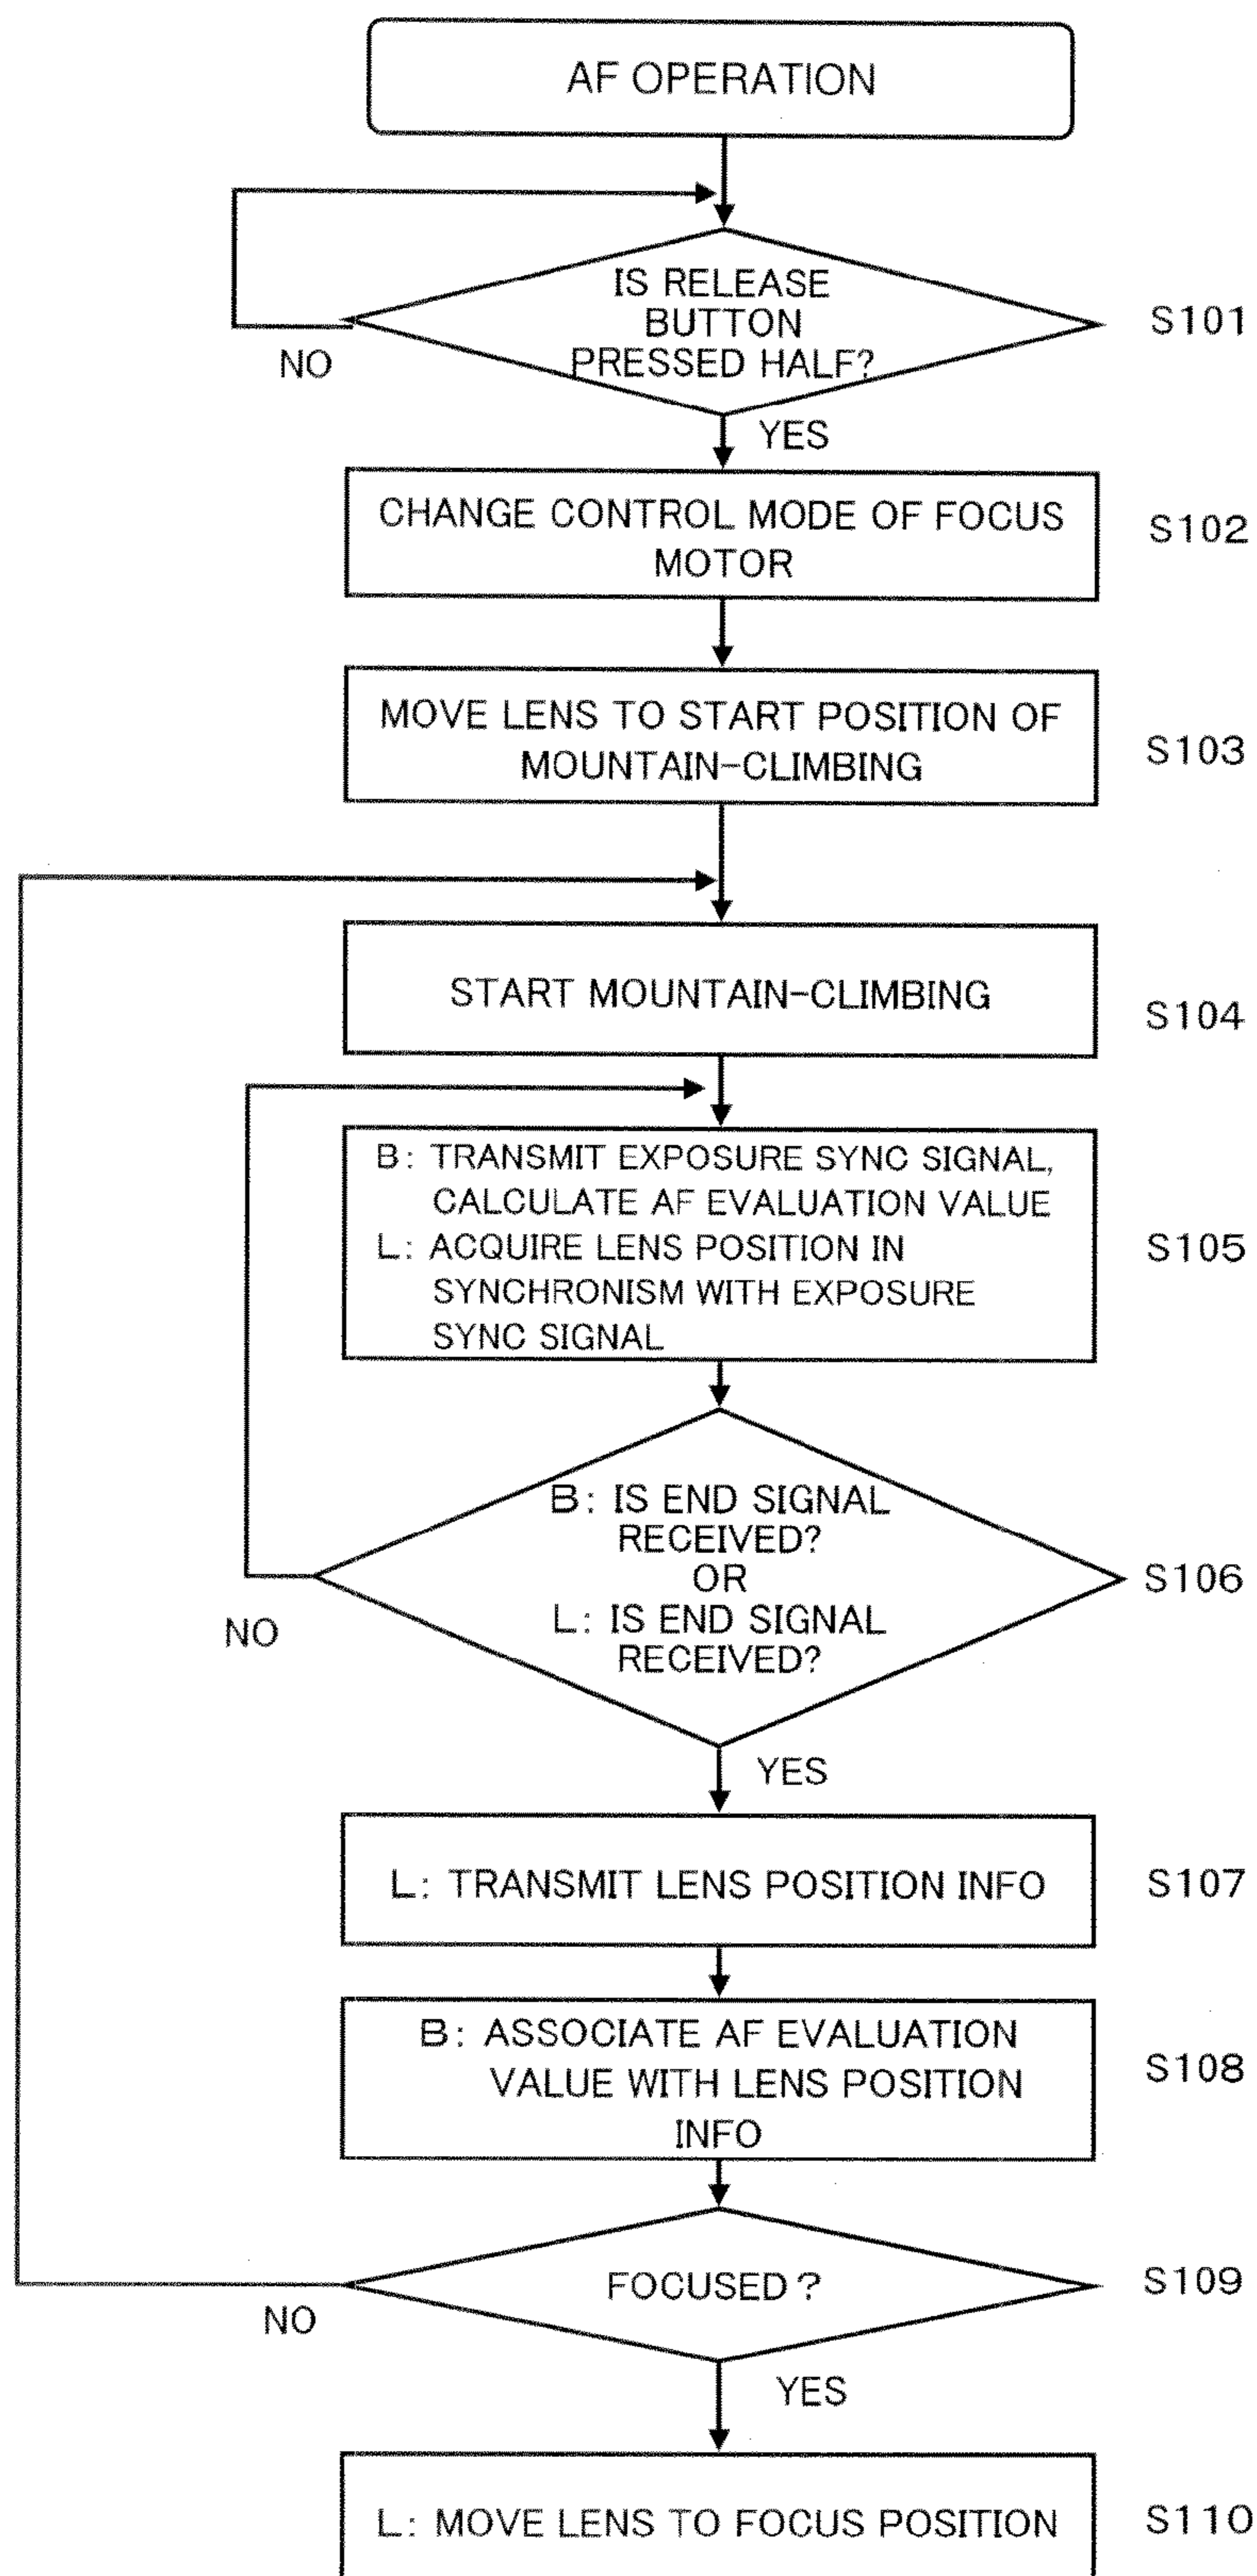 AF OPERATION
IS RELEASE
BUTTON
PRESSED HALF?
S101
NO
YES
CHANGE CONTROL MODE OF FOCUS
MOTOR
S102
MOVE LENS TO START POSITION OF
MOUNTAIN-CLIMBING
S103
START MOUNTAIN-CLIMBING
S104
B: TRANSMIT EXPOSURE SYNC SIGNAL,
CALCULATE AF EVALUATION VALUE
L: ACQUIRE LENS POSITION IN
SYNCHRONISM WITH EXPOSURE
SYNC SIGNAL
S105
B: IS END SIGNAL
RECEIVED?
OR
L: IS END SIGNAL
RECEIVED?
S106
NO
YES
L: TRANSMIT LENS POSITION INFO
S107
B: ASSOCIATE AF EVALUATION
VALUE WITH LENS POSITION
INFO
S108
FOCUSED?
S109
NO
YES
L: MOVE LENS TO FOCUS POSITION
S110